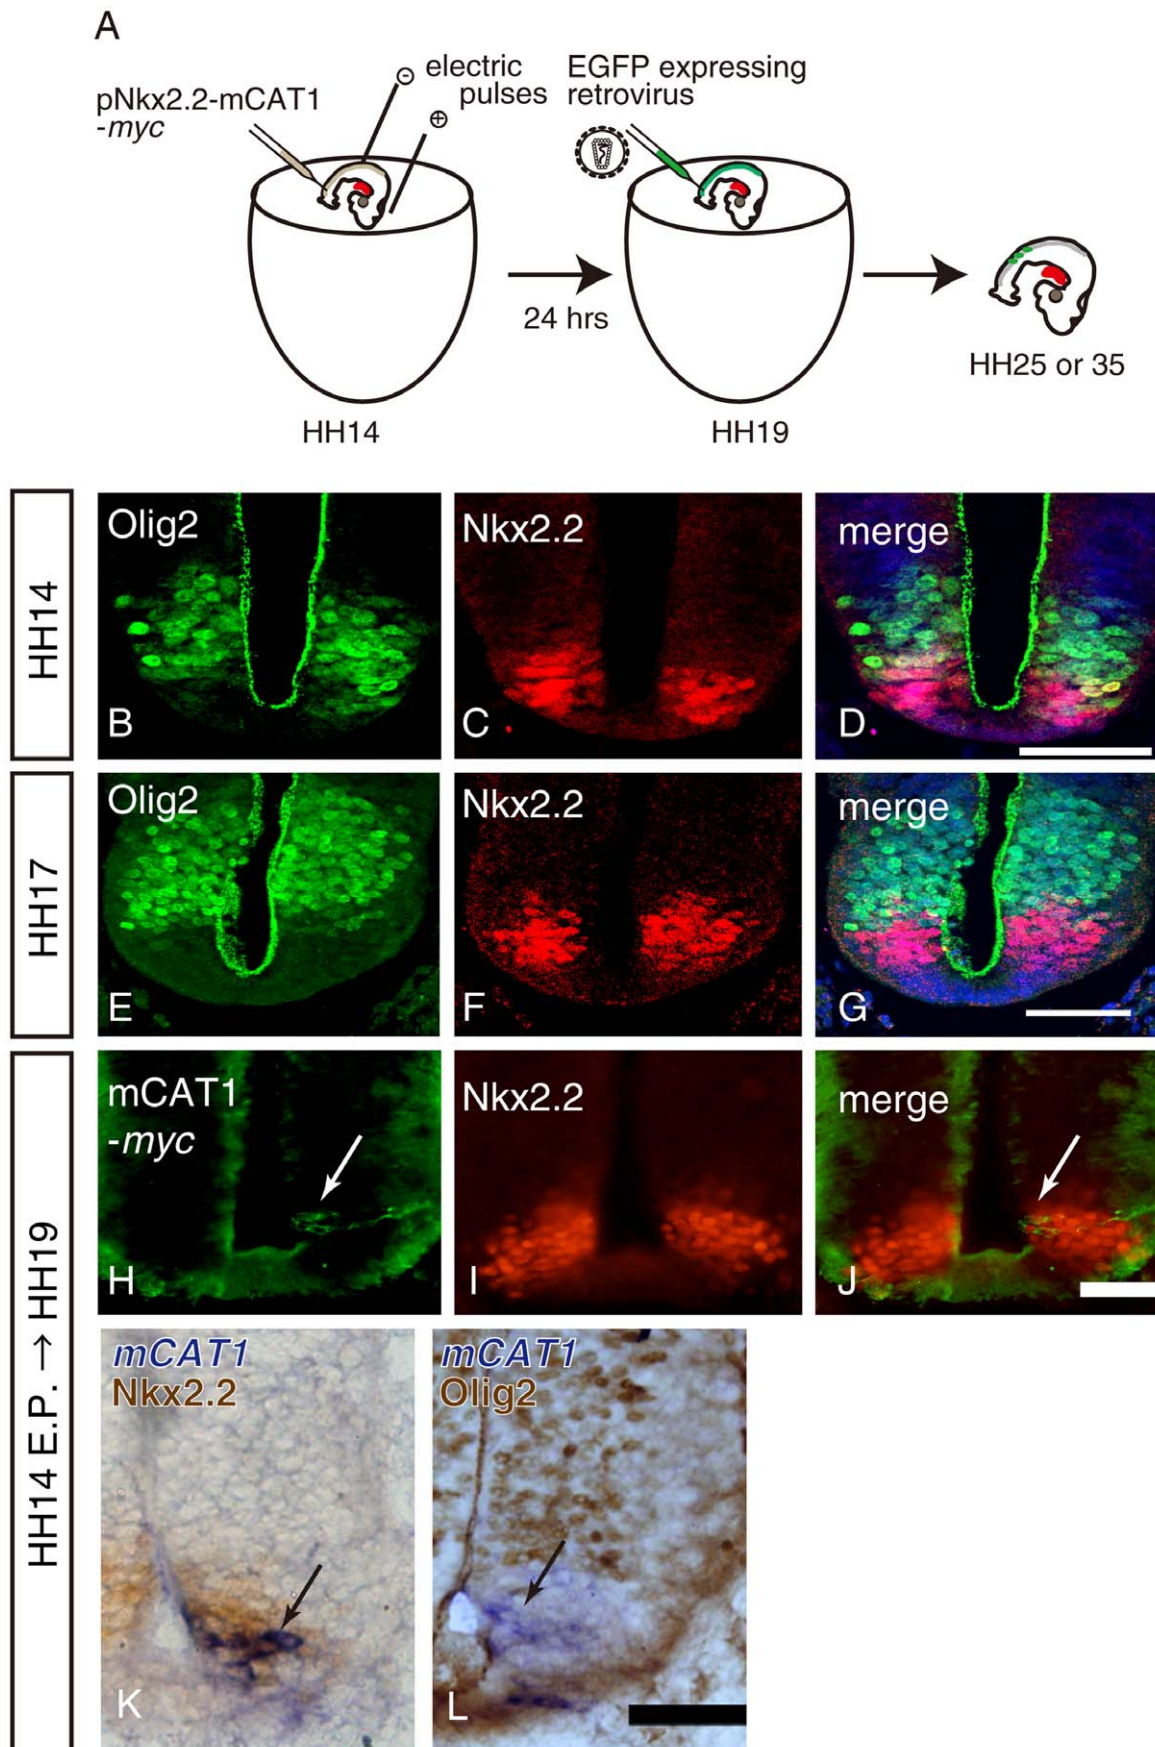 A
pNkx2.2-mCAT1
-myc
⊖ electric
pulses
⊕
EGFP expressing
retrovirus
24 hrs
HH14
HH19
HH25 or 35
HH14
Olig2
B
Nkx2.2
C
merge
D
HH17
Olig2
E
Nkx2.2
F
merge
G
HH14 E.P. → HH19
mCAT1
-myc
H
Nkx2.2
I
merge
J
mCAT1
Nkx2.2
K
mCAT1
Olig2
L